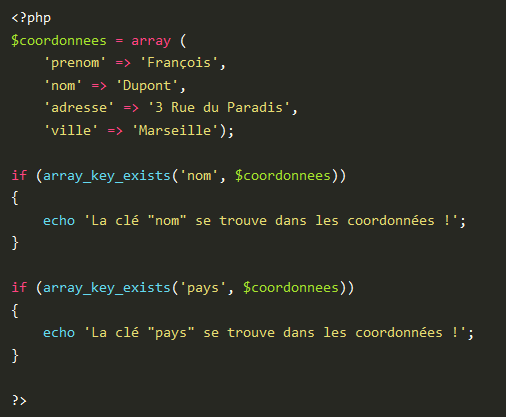 <?php
$coordonnees = array (
    'prenom' => 'François',
    'nom' => 'Dupont',
    'adresse' => '3 Rue du Paradis',
    'ville' => 'Marseille');

if (array_key_exists('nom', $coordonnees))
{
    echo 'La clé "nom" se trouve dans les coordonnées !';
}

if (array_key_exists('pays', $coordonnees))
{
    echo 'La clé "pays" se trouve dans les coordonnées !';
}

?>